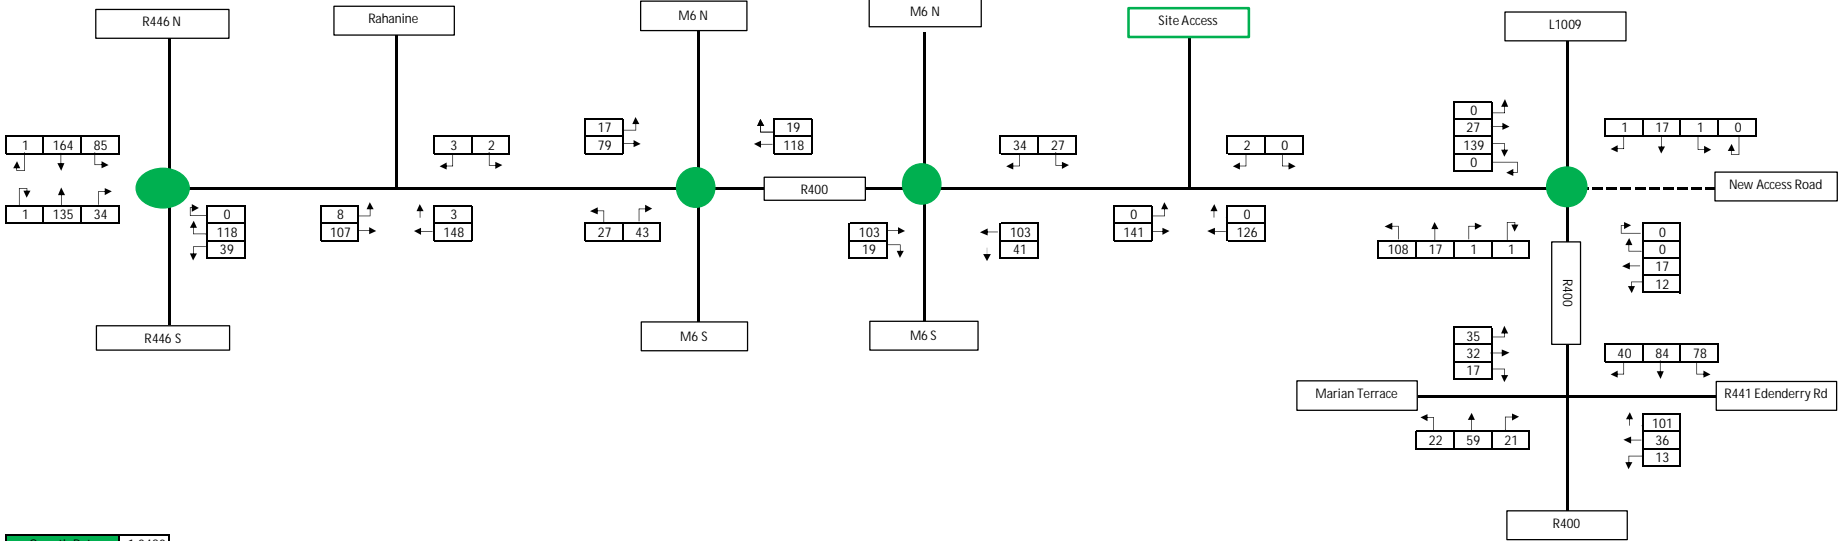 R446 N
Rahanine
M6 N
M6 N
Site Access
L1009
1 164 85
1 135 34
0
118
39
3 2
8
107
3
148
17
79
19
118
27 43
R400
34 27
103
19
103
41
2 0
0
141
0
126
0
27
139
0
1 17 1 0
New Access Road
108 17 1 1
0
0
17
12
R400
R446 S
M6 S
M6 S
35
32
17
40 84 78
Marian Terrace
R441 Edenderry Rd
22 59 21
101
36
13
R400